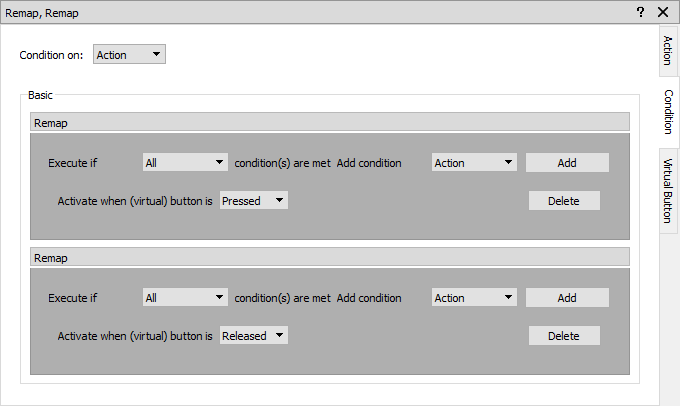 Remap, Remap ? X
Condition on: Action
Action
Condition
Virtual Button
Basic
Remap
Execute if All condition(s) are met Add condition Action Add
Activate when (virtual) button is Pressed Delete
Remap
Execute if All condition(s) are met Add condition Action Add
Activate when (virtual) button is Released Delete